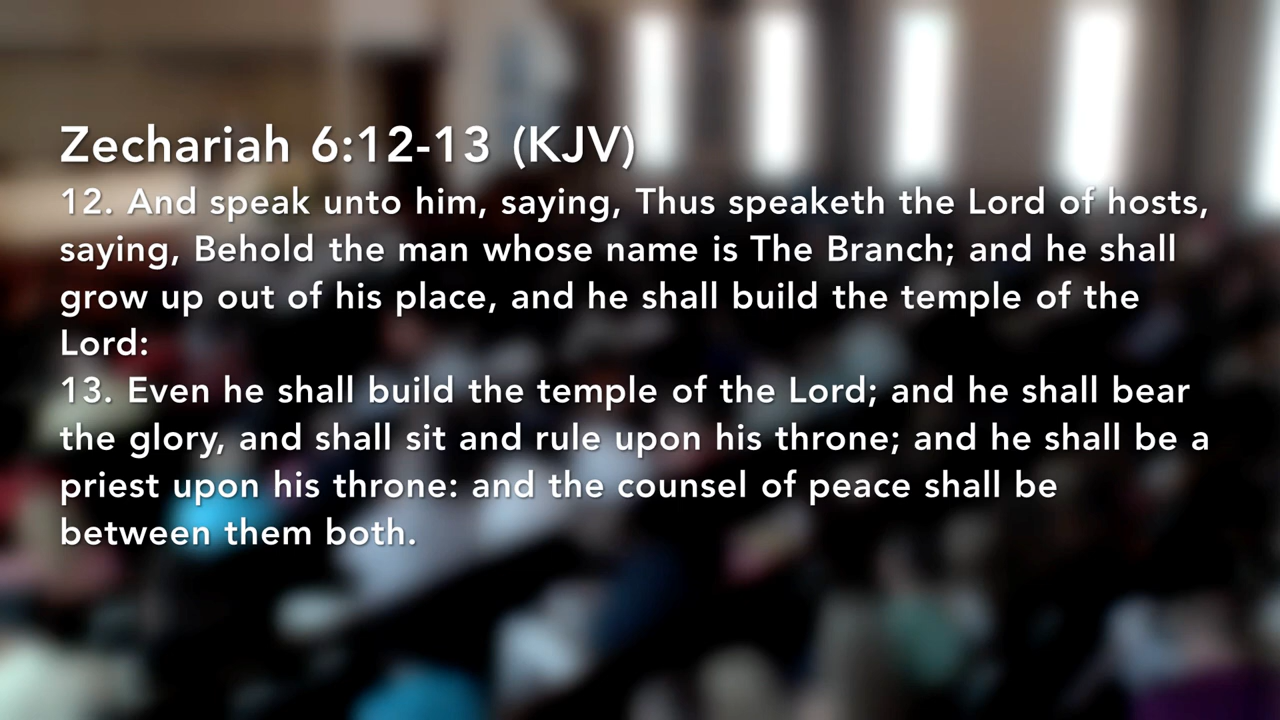 Zechariah 6:12-13 (KJV)
12. And speak unto him, saying, Thus speaketh the Lord of hosts,
saying, Behold the man whose name is The Branch; and he shall
grow up out of his place, and he shall build the temple of the
Lord:
13. Even he shall build the temple of the Lord; and he shall bear
the glory, and shall sit and rule upon his throne; and he shall be a
priest upon his throne: and the counsel of peace shall be
between them both.